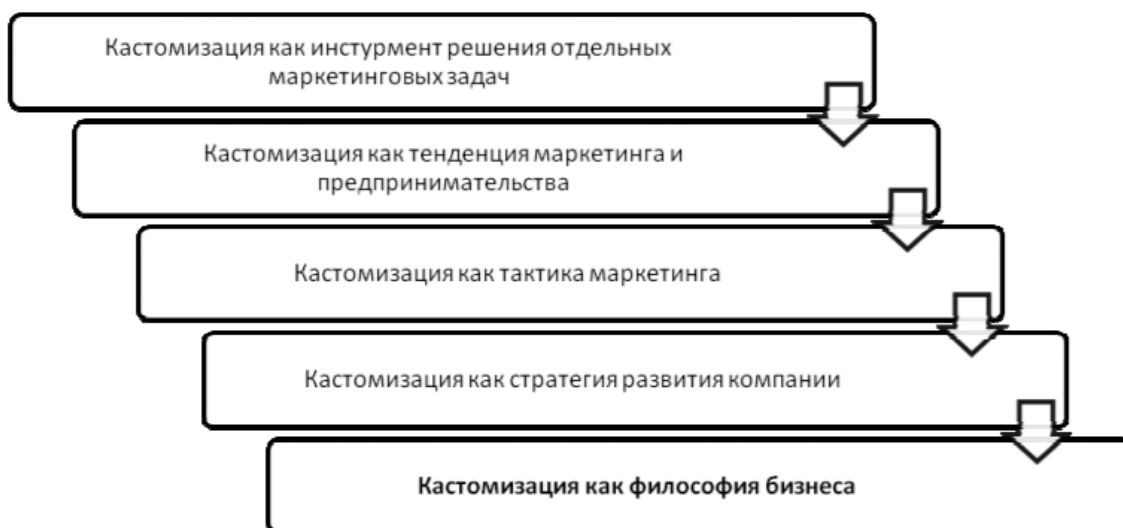 Кастомизация как инстурмент решения отдельных
маркетинговых задач
Кастомизация как тенденция маркетинга и
предпринимательства
Кастомизация как тактика маркетинга
Кастомизация как стратегия развития компании
Кастомизация как философия бизнеса